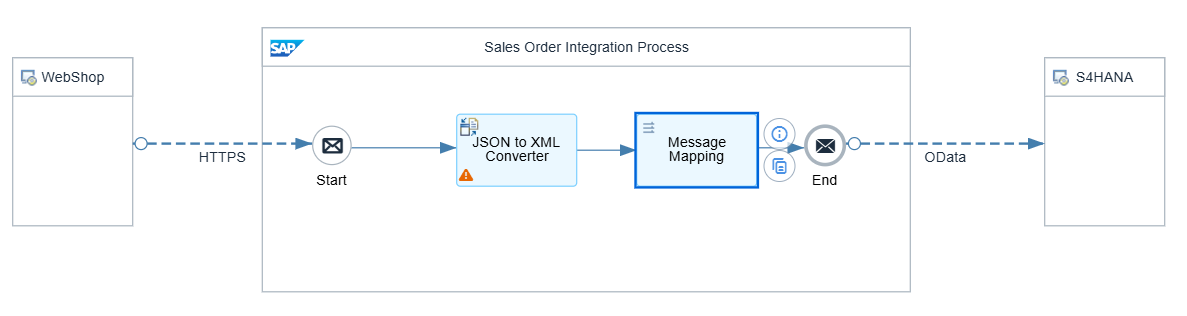 SAP
Sales Order Integration Process
WebShop
S4HANA
JSON to XML
Converter
Message
Mapping
HTTPS
Start
End
OData